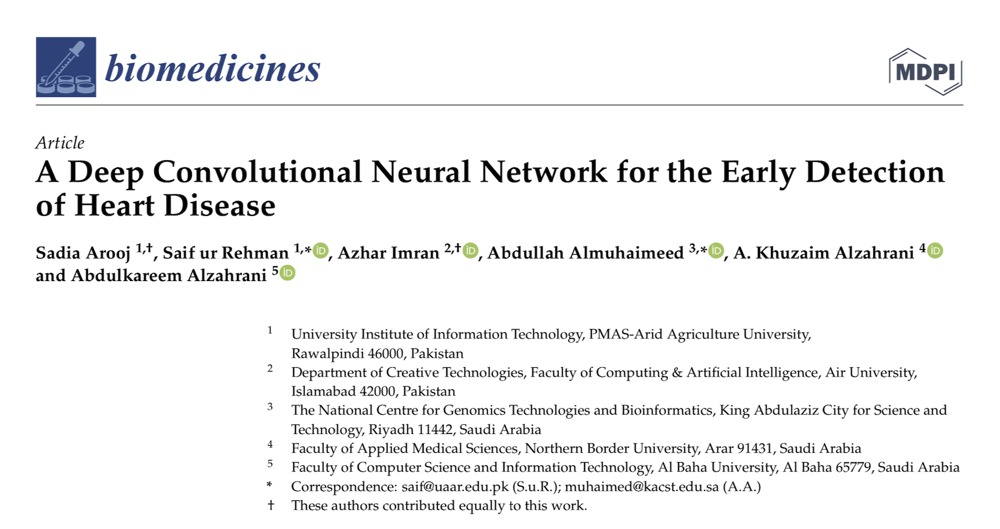 biomedicines
MDPI
Article
A Deep Convolutional Neural Network for the Early Detection
of Heart Disease
Sadia Arooj 1,†, Saif ur Rehman 1,* iD, Azhar Imran 2,† iD, Abdullah Almuhaimeed 3,* iD, A. Khuzaim Alzahrani 4 iD
and Abdulkareem Alzahrani 5 iD
1 University Institute of Information Technology, PMAS-Arid Agriculture University,
Rawalpindi 46000, Pakistan
2 Department of Creative Technologies, Faculty of Computing & Artificial Intelligence, Air University,
Islamabad 42000, Pakistan
3 The National Centre for Genomics Technologies and Bioinformatics, King Abdulaziz City for Science and
Technology, Riyadh 11442, Saudi Arabia
4 Faculty of Applied Medical Sciences, Northern Border University, Arar 91431, Saudi Arabia
5 Faculty of Computer Science and Information Technology, Al Baha University, Al Baha 65779, Saudi Arabia
* Correspondence: saif@uaar.edu.pk (S.u.R.); muhaimed@kacst.edu.sa (A.A.)
† These authors contributed equally to this work.